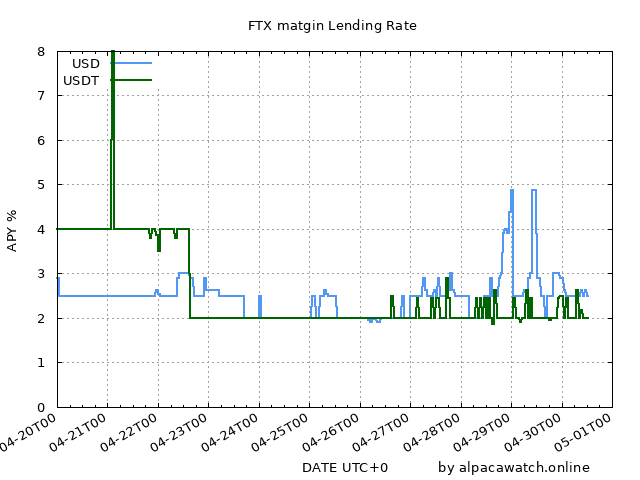 FTX matgin Lending Rate
8
USD
USDT
7
6
5
4
APY %
3
2
1
0
04-20T00
04-21T00
04-22T00
04-23T00
04-24T00
04-25T00
04-26T00
04-27T00
04-28T00
04-29T00
04-30T00
05-01T00
DATE UTC+0
by alpacawatch.online